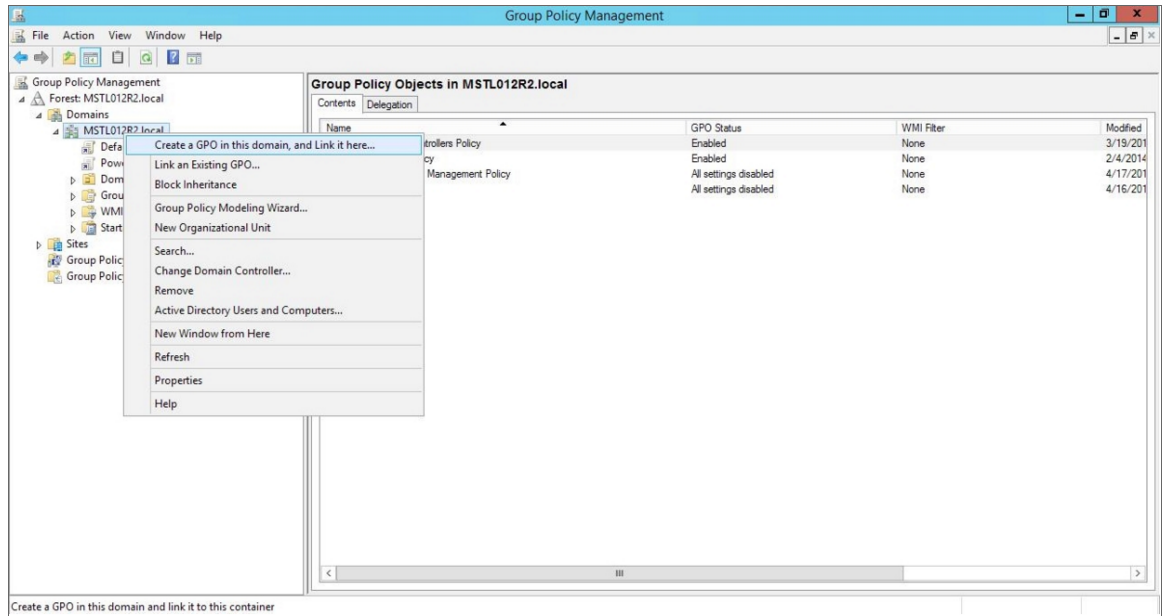 Group Policy Management
File Action View Window Help
Group Policy Management
Forest: MSTL012R2.local
Domains
MSTL012R2.local
Defa
Pow
Dom
Grou
WMI
Start
Sites
Group Polic
Group Polic
Create a GPO in this domain, and Link it here...
Link an Existing GPO...
Block Inheritance
Group Policy Modeling Wizard...
New Organizational Unit
Search...
Change Domain Controller...
Remove
Active Directory Users and Computers...
New Window from Here
Refresh
Properties
Help
Group Policy Objects in MSTL012R2.local
Contents Delegation
Name GPO Status WMI Filter Modified
trollers Policy Enabled None 3/19/201
cy Enabled None 2/4/2014
Management Policy All settings disabled None 4/17/201
All settings disabled None 4/16/201
Create a GPO in this domain and link it to this container